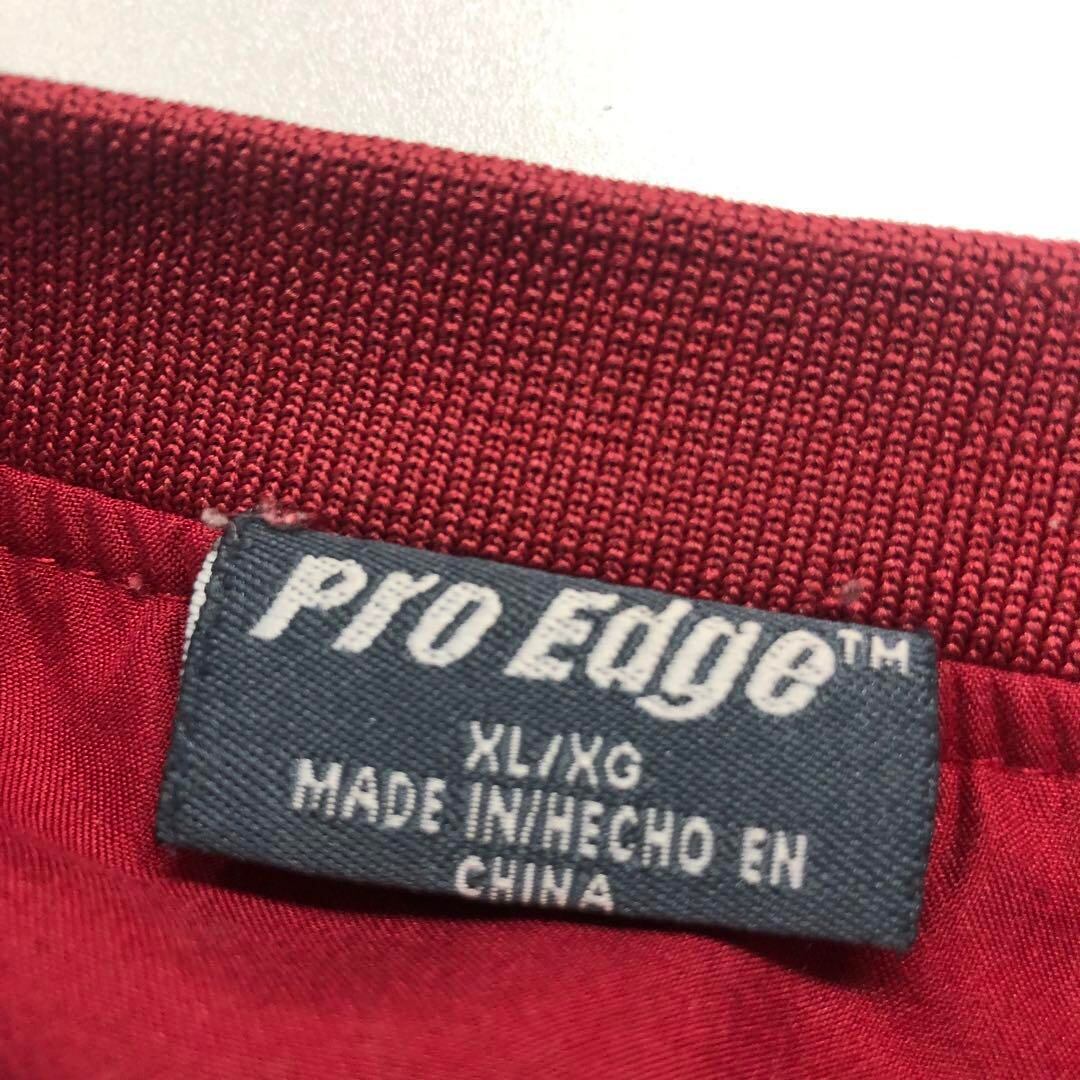 Pro Edge™
XL/XG
MADE IN/HECHO EN
CHINA